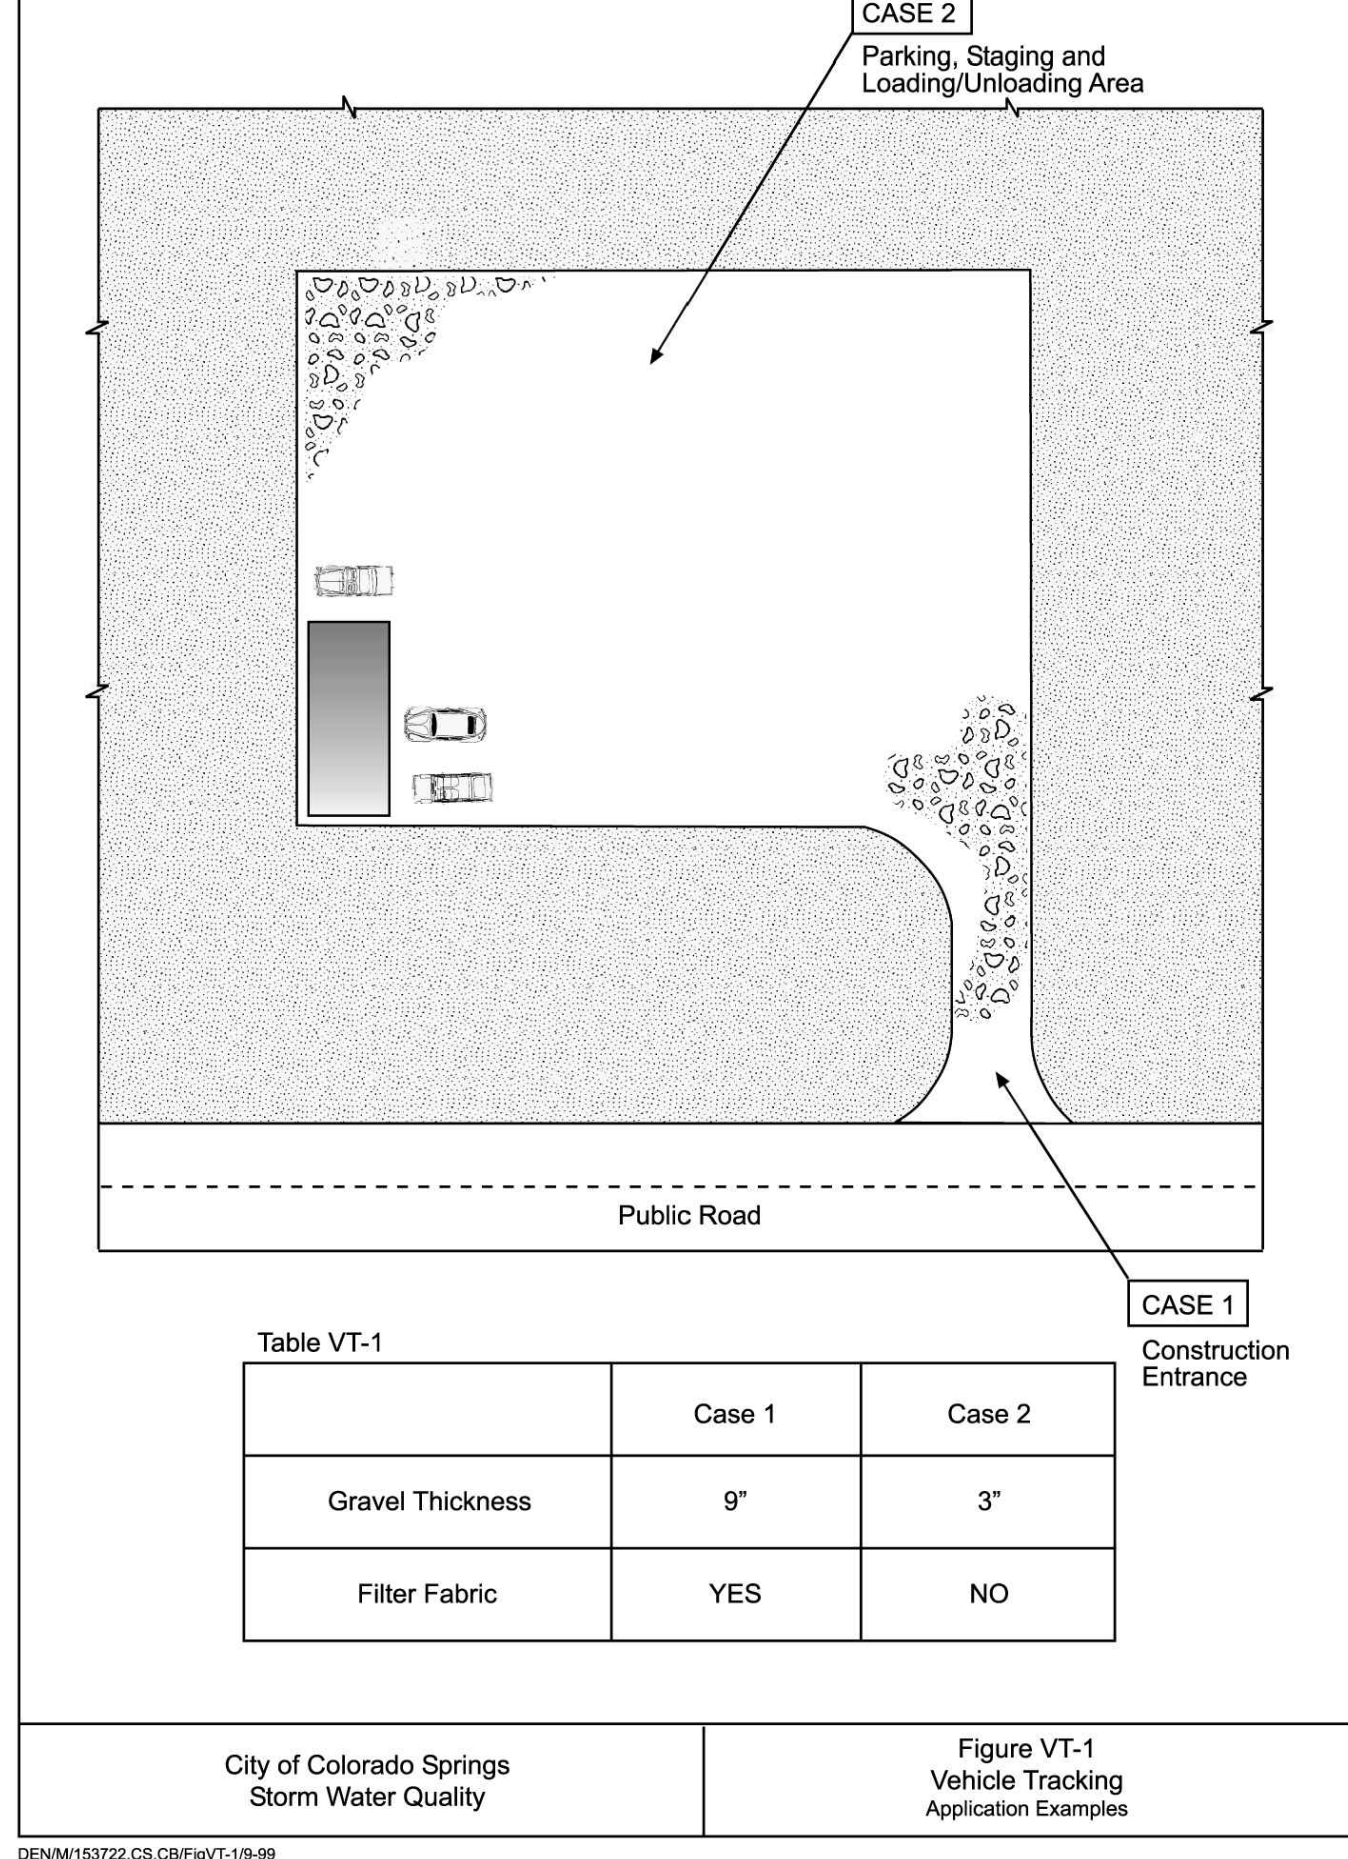 CASE 2
Parking, Staging and
Loading/Unloading Area
Public Road
CASE 1
Construction
Entrance
Table VT-1
Case 1 Case 2
Gravel Thickness 9” 3”
Filter Fabric YES NO
City of Colorado Springs
Storm Water Quality
Figure VT-1
Vehicle Tracking
Application Examples
DEN/M/153722.CS.CB/FigVT-1/9-99